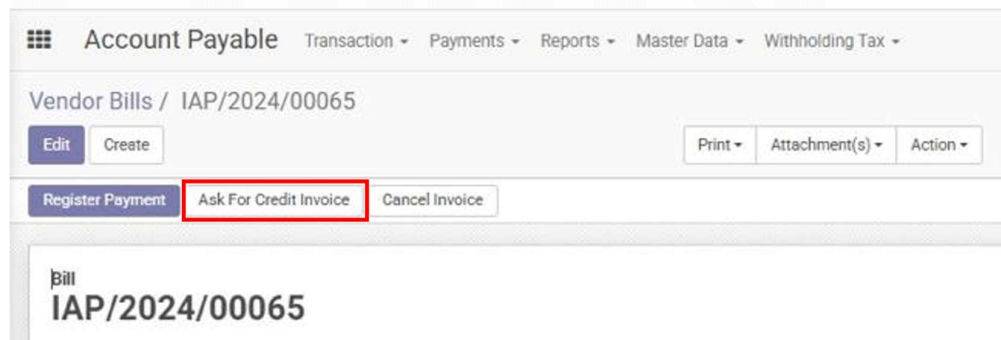 Account Payable Transaction Payments Reports Master Data Withholding Tax
Vendor Bills / IAP/2024/00065
Edit Create Print Attachment(s) Action
Register Payment Ask For Credit Invoice Cancel Invoice
Bill
IAP/2024/00065